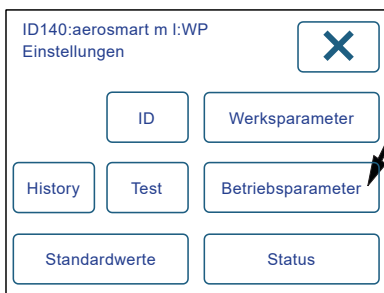 ID140:aerosmart m l:WP
Einstellungen
ID
Werksparameter
History
Test
Betriebsparameter
Standardwerte
Status